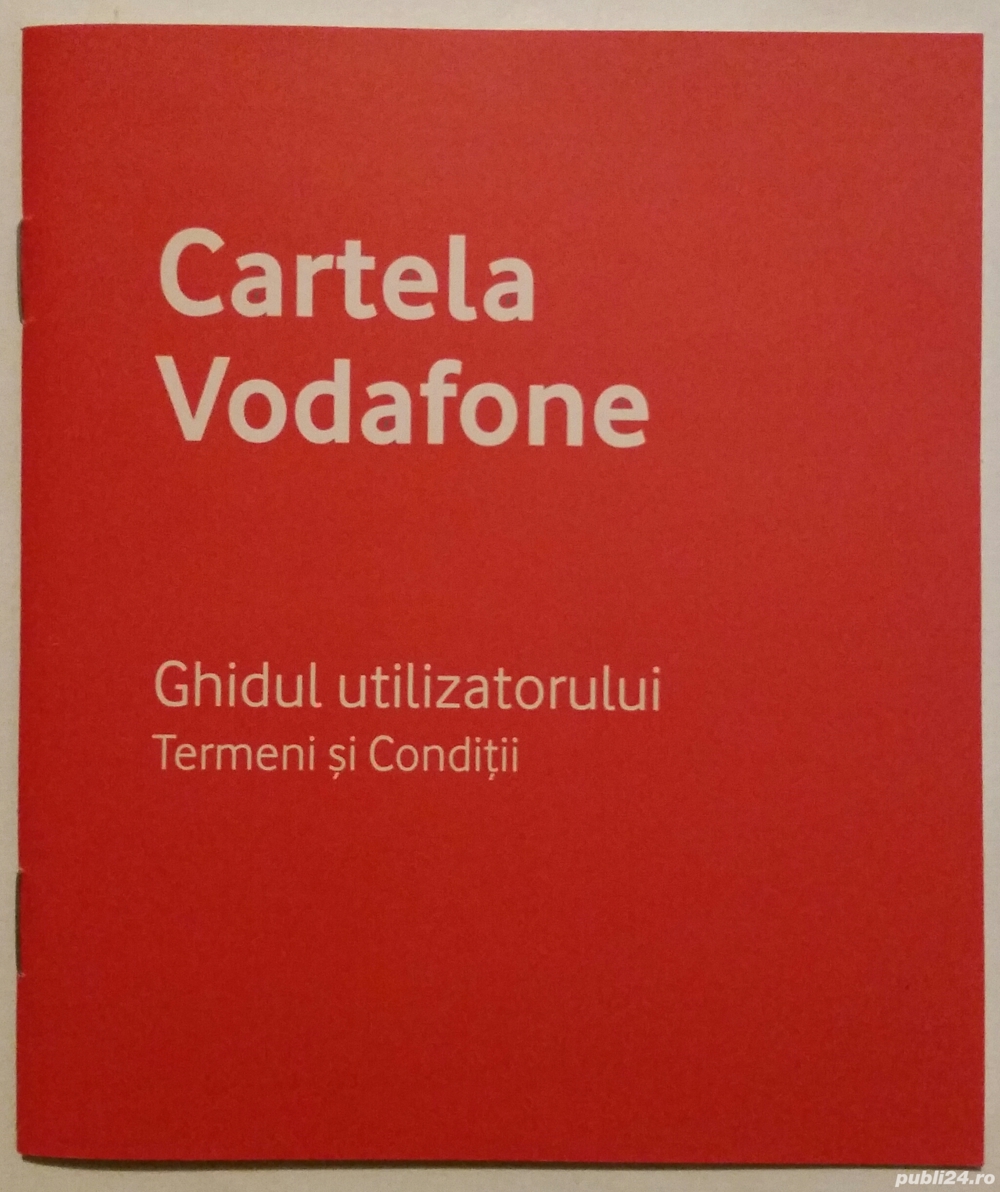 Cartela
Vodafone
Ghidul utilizatorului
Termeni și Condiții
publi24.ro